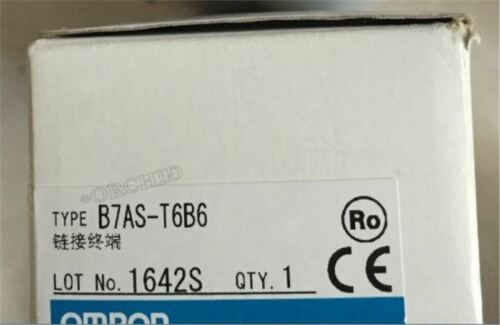 #ORCHID
TYPE B7AS-T6B6
链接终端
LOT No. 1642S QTY. 1
Ro
CE
OMRON